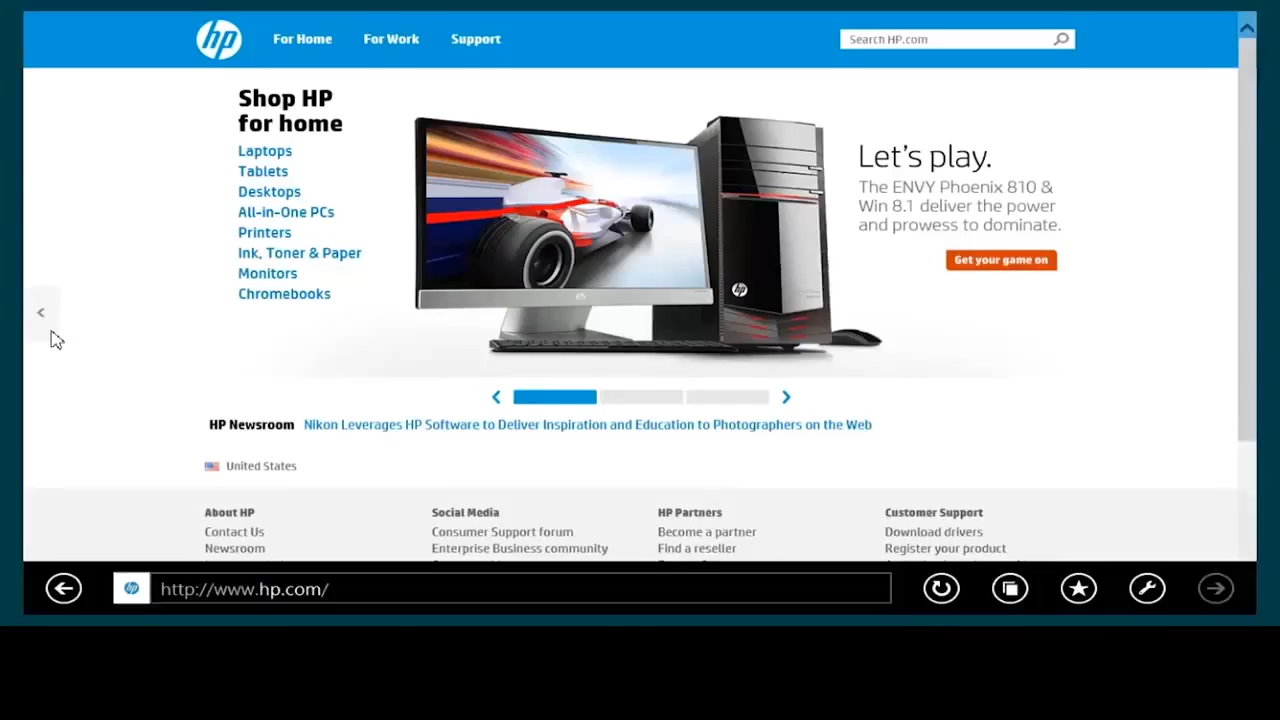 hp
For Home
For Work
Support
Search HP.com
Shop HP
for home
Laptops
Tablets
Desktops
All-in-One PCs
Printers
Ink, Toner & Paper
Monitors
Chromebooks
hp
Let's play.
The ENVY Phoenix 810 &
Win 8.1 deliver the power
and prowess to dominate.
Get your game on
HP Newsroom Nikon Leverages HP Software to Deliver Inspiration and Education to Photographers on the Web
United States
About HP
Contact Us
Newsroom
Social Media
Consumer Support forum
Enterprise Business community
HP Partners
Become a partner
Find a reseller
Customer Support
Download drivers
Register your product
hp
http://www.hp.com/